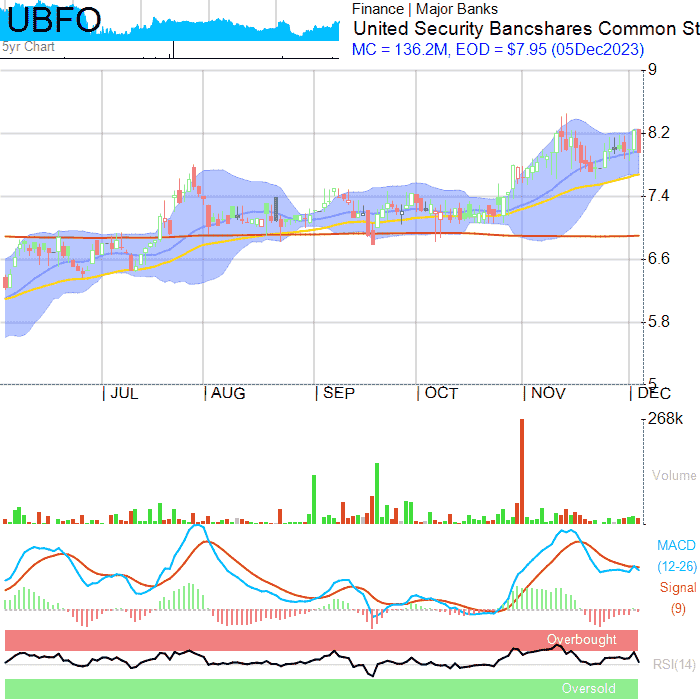 UBFO
5yr Chart
Finance | Major Banks
United Security Bancshares Common St
MC = 136.2M, EOD = $7.95 (05Dec2023)
9
8.2
7.4
6.6
5.8
5
JUL AUG SEP OCT NOV DEC
268k
Volume
MACD
(12-26)
Signal
(9)
Overbought
RSI(14)
Oversold